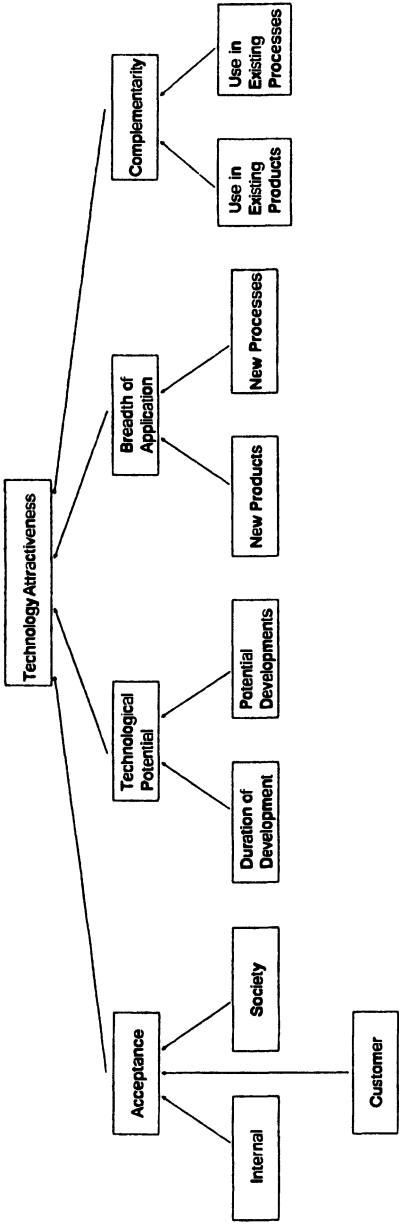 Technology Attractiveness
Acceptance
Technological
Potential
Breadth of
Application
Complementarity
Internal
Society
Duration of
Development
Potential
Developments
New Products
New Processes
Use in
Existing
Products
Use in
Existing
Processes
Customer